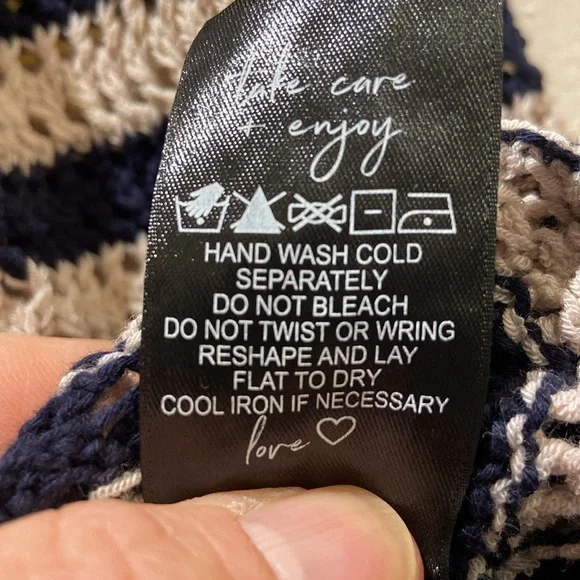 take care
+ enjoy
HAND WASH COLD
SEPARATELY
DO NOT BLEACH
DO NOT TWIST OR WRING
RESHAPE AND LAY
FLAT TO DRY
COOL IRON IF NECESSARY
love ♡